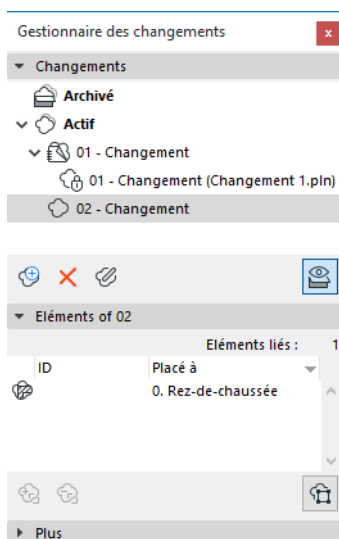 Gestionnaire des changements
x
Changements
Archivé
Actif
01 - Changement
01 - Changement (Changement 1.pln)
02 - Changement
Eléments of 02
Eléments liés : 1
ID Placé à
0. Rez-de-chaussée
Plus